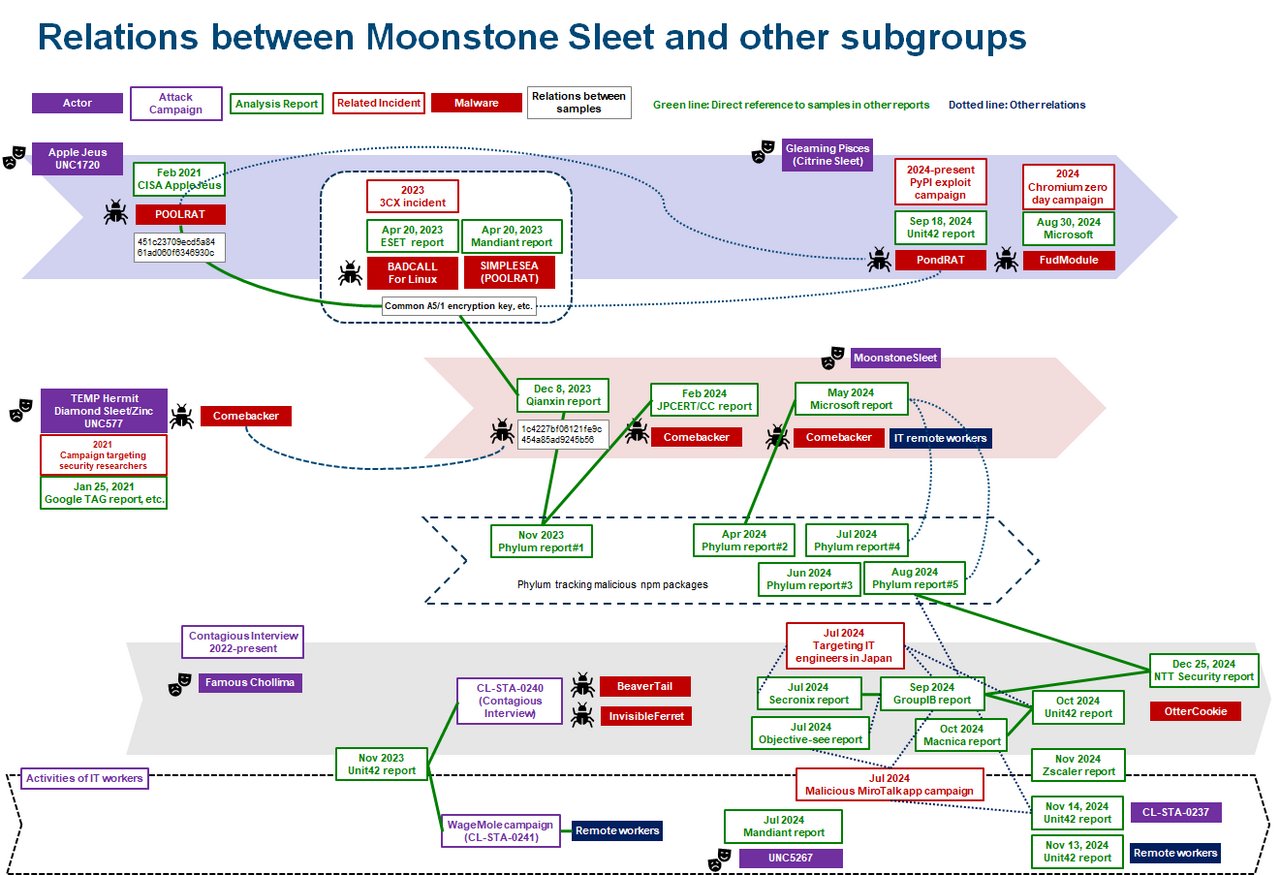 Relations between Moonstone Sleet and other subgroups
Actor
Attack
Campaign
Analysis Report
Related Incident
Malware
Relations between
samples
Green line: Direct reference to samples in other reports
Dotted line: Other relations
Apple Jeus
UNC1720
Feb 2021
CISA AppleJeus
POOLRAT
451c23709ecd5a84
61ad060f6346930c
2023
3CX incident
Apr 20, 2023
ESET report
Apr 20, 2023
Mandiant report
BADCALL
For Linux
SIMPLESEA
(POOLRAT)
Common A5/1 encryption key, etc.
Gleaming Pisces
(Citrine Sleet)
2024-present
PyPI exploit
campaign
Sep 18, 2024
Unit42 report
PondRAT
2024
Chromium zero
day campaign
Aug 30, 2024
Microsoft
FudModule
MoonstoneSleet
TEMP Hermit
Diamond Sleet/Zinc
UNC577
Comebacker
2021
Campaign targeting
security researchers
Jan 25, 2021
Google TAG report, etc.
Dec 8, 2023
Qianxin report
1c4227bf06121fe9c
454a85ad9245b56
Feb 2024
JPCERT/CC report
Comebacker
May 2024
Microsoft report
Comebacker
IT remote workers
Nov 2023
Phylum report#1
Apr 2024
Phylum report#2
Jul 2024
Phylum report#4
Jun 2024
Phylum report#3
Aug 2024
Phylum report#5
Phylum tracking malicious npm packages
Contagious Interview
2022-present
Famous Chollima
CL-STA-0240
(Contagious
Interview)
BeaverTail
InvisibleFerret
Jul 2024
Targeting IT
engineers in Japan
Jul 2024
Secronix report
Sep 2024
GroupIB report
Jul 2024
Objective-see report
Oct 2024
Macnica report
Oct 2024
Unit42 report
Dec 25, 2024
NTT Security report
OtterCookie
Nov 2023
Unit42 report
Activities of IT workers
WageMole campaign
(CL-STA-0241)
Remote workers
Jul 2024
Malicious MiroTalk app campaign
Jul 2024
Mandiant report
UNC5267
Nov 2024
Zscaler report
Nov 14, 2024
Unit42 report
CL-STA-0237
Nov 13, 2024
Unit42 report
Remote workers